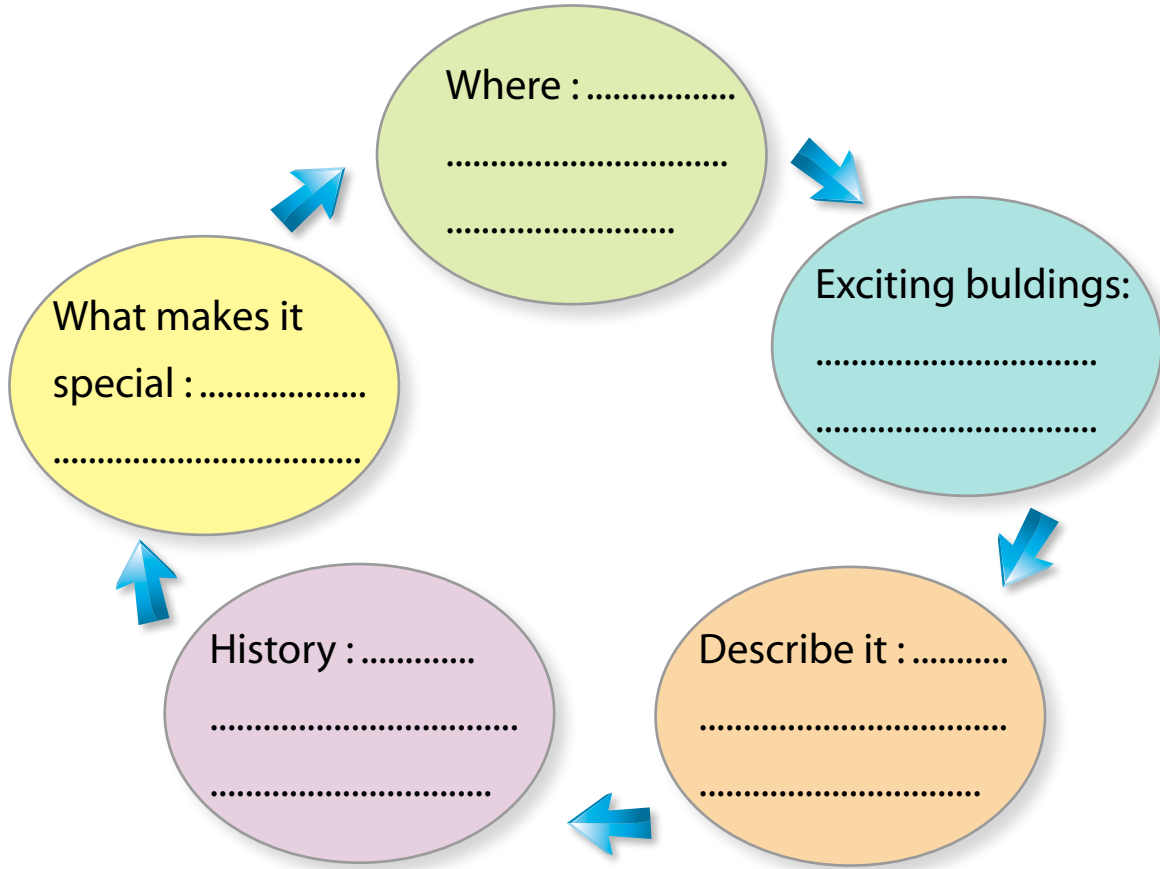 Where : .................
................................
..........................
Exciting buldings:
................................
................................
Describe it : ...........
...................................
................................
History : .............
...................................
................................
What makes it
special : ...................
...................................